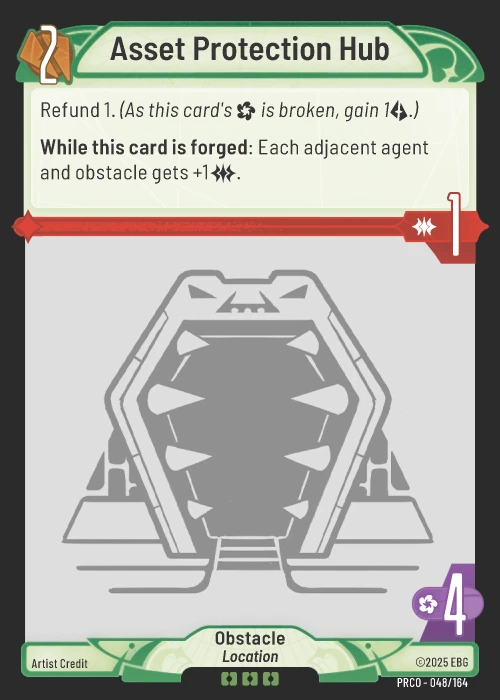 2
Asset Protection Hub
Refund 1. (As this card's is broken, gain 1.)
While this card is forged: Each adjacent agent
and obstacle gets +1.
1
4
Obstacle
Location
Artist Credit
©2025 EBG
PRCO - 048/164